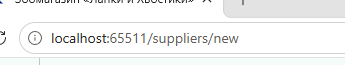 Зоомагазин «Лапки и Хвостики»
localhost:65511/suppliers/new